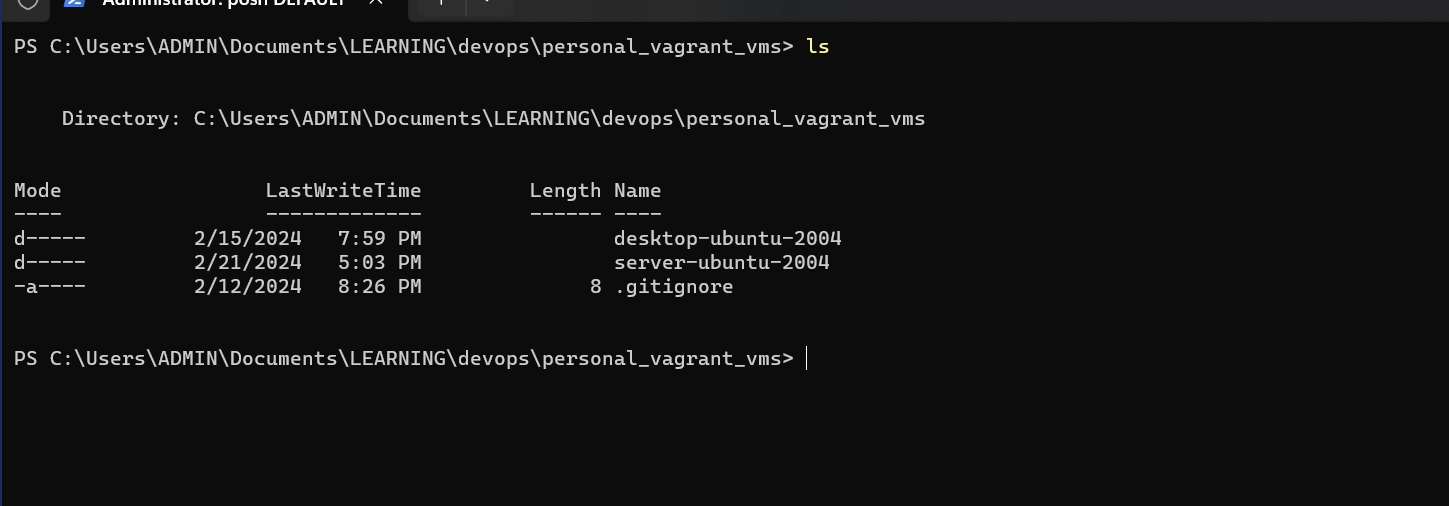 Administrator: posh DEFAULT
PS C:\Users\ADMIN\Documents\LEARNING\devops\personal_vagrant_vms> ls
Directory: C:\Users\ADMIN\Documents\LEARNING\devops\personal_vagrant_vms
Mode LastWriteTime Length Name
---- ------------- ------ ----
d----- 2/15/2024 7:59 PM desktop-ubuntu-2004
d----- 2/21/2024 5:03 PM server-ubuntu-2004
-a---- 2/12/2024 8:26 PM 8 .gitignore
PS C:\Users\ADMIN\Documents\LEARNING\devops\personal_vagrant_vms>